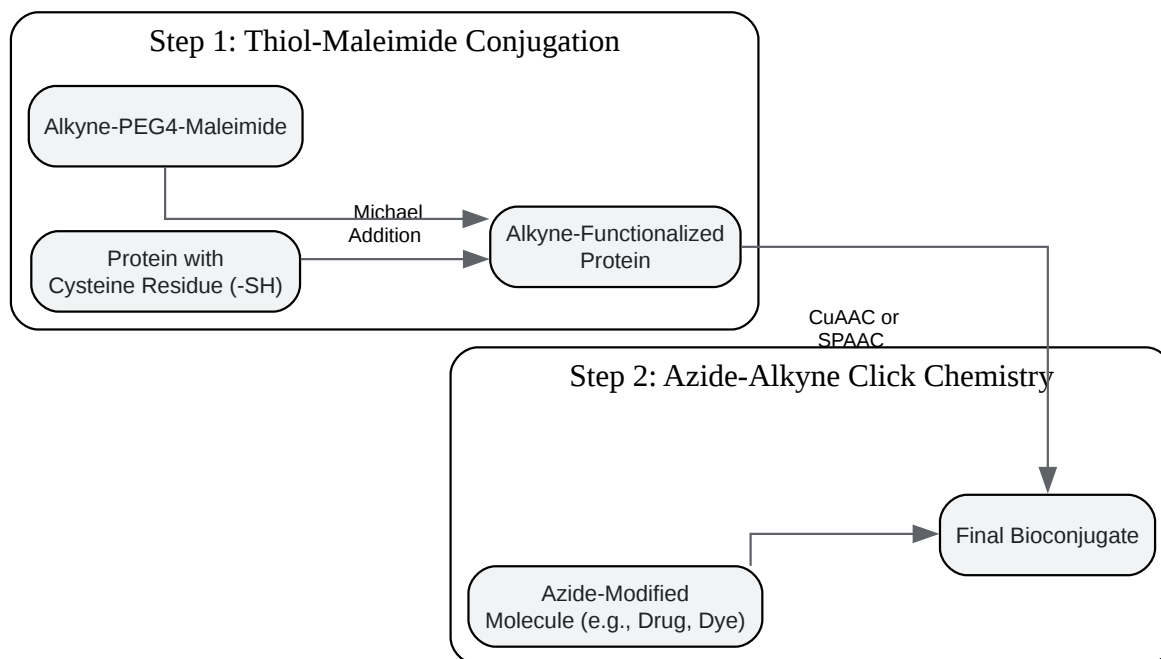 Step 1: Thiol-Maleimide Conjugation
Alkyne-PEG4-Maleimide
Michael
Addition
Protein with
Cysteine Residue (-SH)
Alkyne-Functionalized
Protein
CuAAC or
SPAAC
Step 2: Azide-Alkyne Click Chemistry
Final Bioconjugate
Azide-Modified
Molecule (e.g., Drug, Dye)